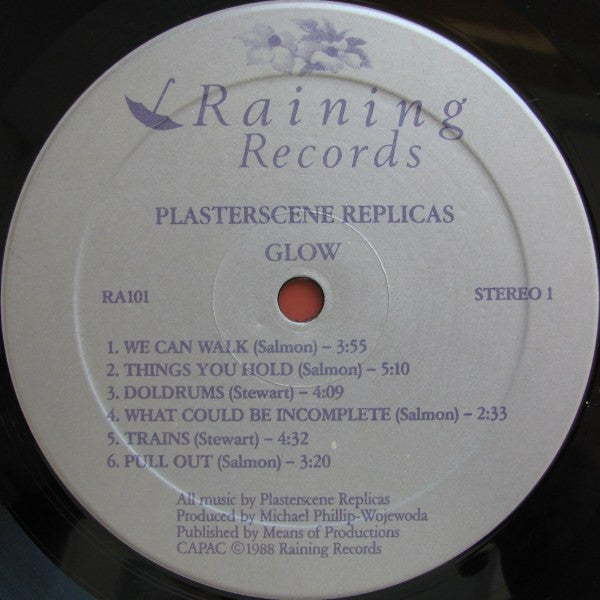 Raining
Records
PLASTERSCENE REPLICAS
GLOW
RA101
STEREO 1
1. WE CAN WALK (Salmon) – 3:55
2. THINGS YOU HOLD (Salmon) – 5:10
3. DOLDRUMS (Stewart) – 4:09
4. WHAT COULD BE INCOMPLETE (Salmon) – 2:33
5. TRAINS (Stewart) – 4:32
6. PULL OUT (Salmon) – 3:20
All music by Plasterscene Replicas
Produced by Michael Phillip-Wojewoda
Published by Means of Productions
CAPAC ©1988 Raining Records